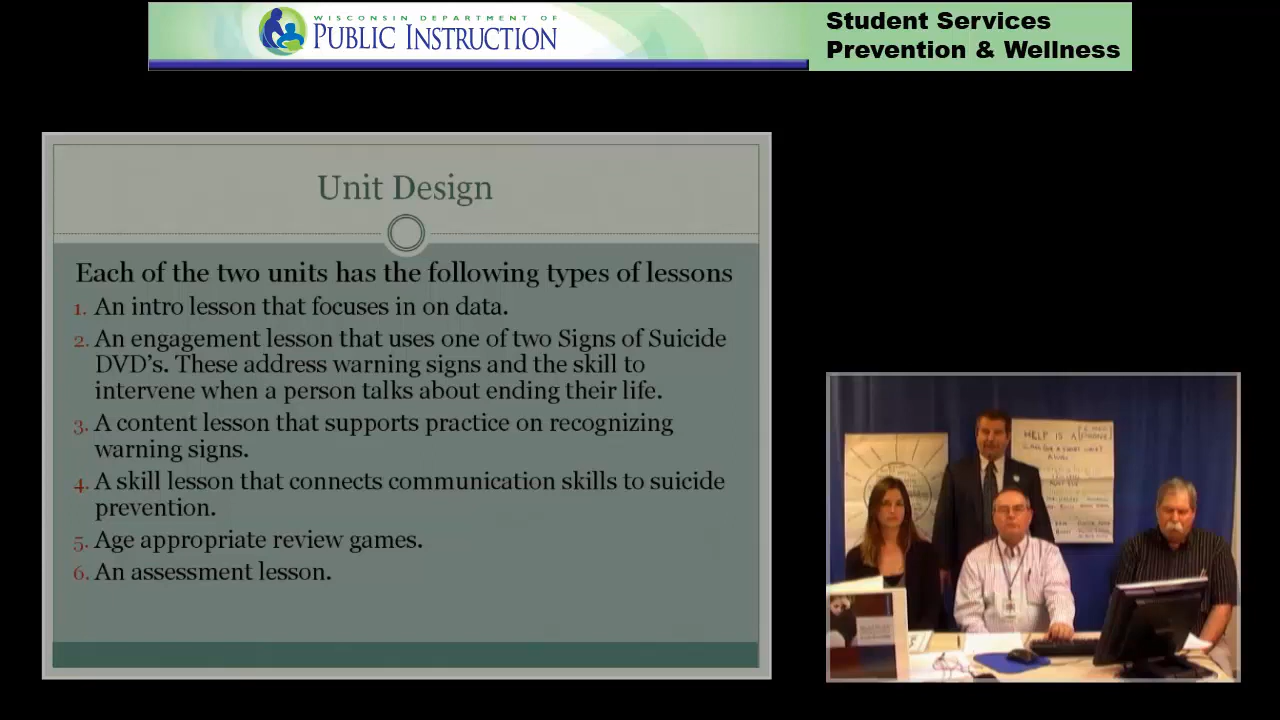 WISCONSIN DEPARTMENT OF
PUBLIC INSTRUCTION
Student Services
Prevention & Wellness
Unit Design
Each of the two units has the following types of lessons
1. An intro lesson that focuses in on data.
2. An engagement lesson that uses one of two Signs of Suicide
DVD's. These address warning signs and the skill to
intervene when a person talks about ending their life.
3. A content lesson that supports practice on recognizing
warning signs.
4. A skill lesson that connects communication skills to suicide
prevention.
5. Age appropriate review games.
6. An assessment lesson.
HELP IS A